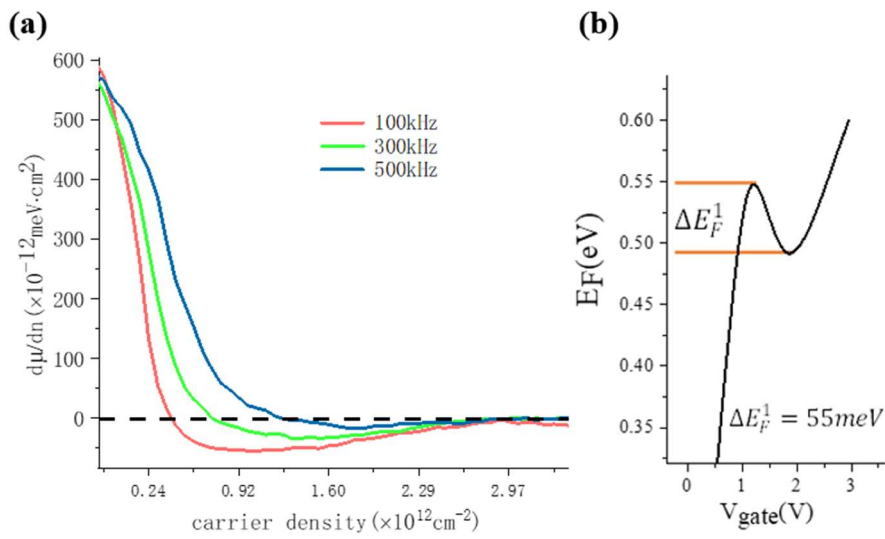 (a)
600
500
400
300
200
100
0
dμ/dn(×10⁻¹²meV·cm²)
100kHz
300kHz
500kHz
0.24 0.92 1.60 2.29 2.97
carrier density(×10¹²cm⁻²)
(b)
0.60
0.55
0.50
0.45
0.40
0.35
E_F(eV)
ΔE_F^1
ΔE_F^1 = 55meV
0 1 2 3
V_gate(V)